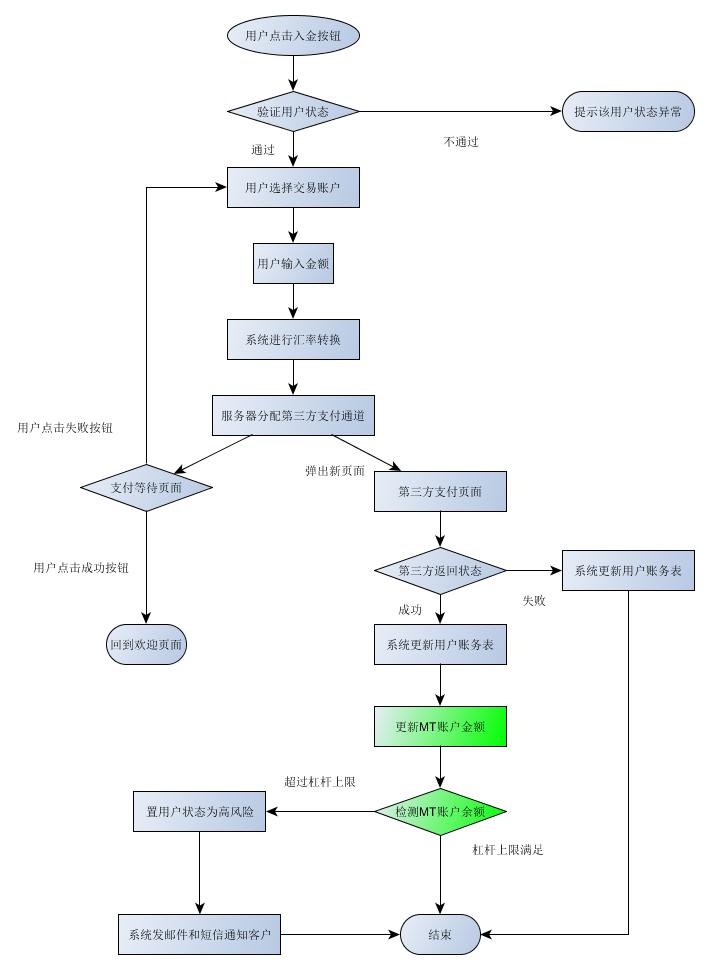 用户点击入金按钮
验证用户状态
提示该用户状态异常
不通过
通过
用户选择交易账户
用户输入金额
系统进行汇率转换
服务器分配第三方支付通道
用户点击失败按钮
弹出新页面
支付等待页面
第三方支付页面
用户点击成功按钮
第三方返回状态
系统更新用户账务表
失败
成功
回到欢迎页面
系统更新用户账务表
更新MT账户金额
超过杠杆上限
置用户状态为高风险
检测MT账户余额
杠杆上限满足
系统发邮件和短信通知客户
结束